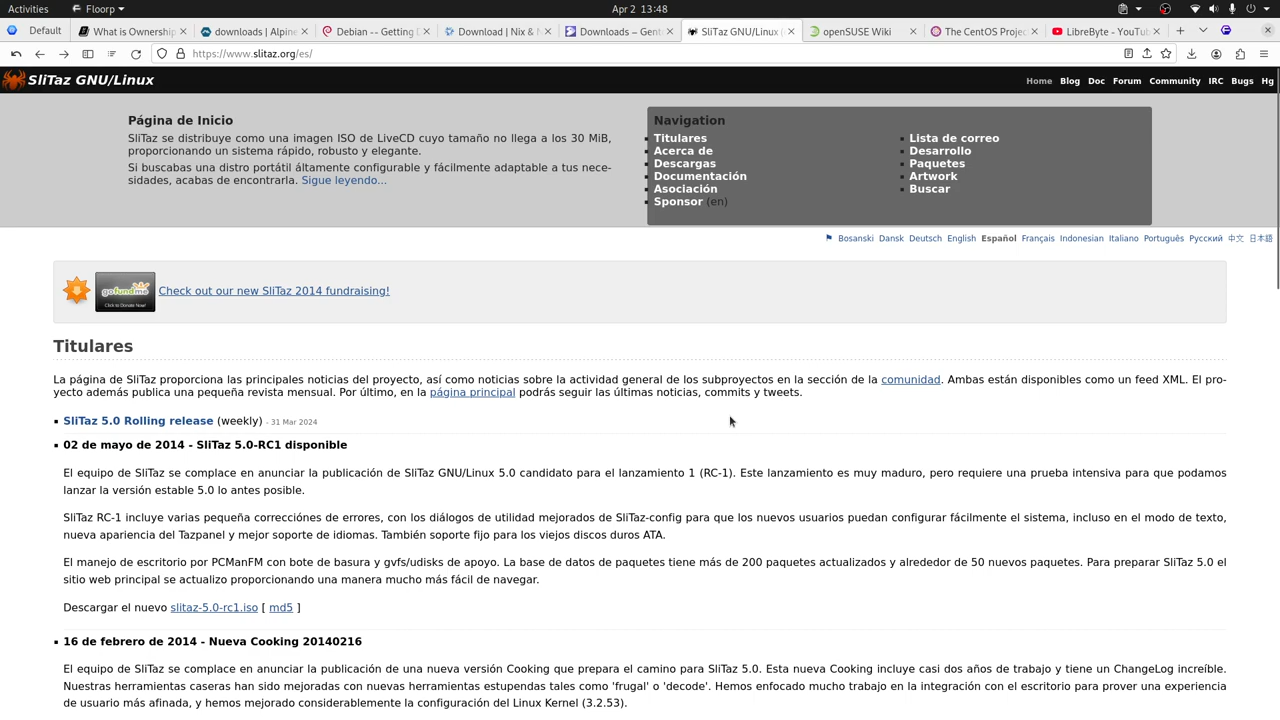 Activities
Floorp
Apr 2 13:48
Default
What is Ownership
downloads | Alpine
Debian -- Getting D
Download | Nix & N
Downloads – Gent
SliTaz GNU/Linux (
openSUSE Wiki
The CentOS Projec
LibreByte - YouTu
https://www.slitaz.org/es/
SliTaz GNU/Linux
Home Blog Doc Forum Community IRC Bugs Hg
Página de Inicio
SliTaz se distribuye como una imagen ISO de LiveCD cuyo tamaño no llega a los 30 MiB,
proporcionando un sistema rápido, robusto y elegante.
Si buscabas una distro portátil áltamente configurable y fácilmente adaptable a tus nece-
sidades, acabas de encontrarla. Sigue leyendo...
Navigation
Titulares
Acerca de
Descargas
Documentación
Asociación
Sponsor (en)
Lista de correo
Desarrollo
Paquetes
Artwork
Buscar
Bosanski Dansk Deutsch English Español Français Indonesian Italiano Português Русский 中文 日本語
gofundme
Click to Donate Now!
Check out our new SliTaz 2014 fundraising!
Titulares
La página de SliTaz proporciona las principales noticias del proyecto, así como noticias sobre la actividad general de los subproyectos en la sección de la comunidad. Ambas están disponibles como un feed XML. El pro-
yecto además publica una pequeña revista mensual. Por último, en la página principal podrás seguir las últimas noticias, commits y tweets.
SliTaz 5.0 Rolling release (weekly) - 31 Mar 2024
02 de mayo de 2014 - SliTaz 5.0-RC1 disponible
El equipo de SliTaz se complace en anunciar la publicación de SliTaz GNU/Linux 5.0 candidato para el lanzamiento 1 (RC-1). Este lanzamiento es muy maduro, pero requiere una prueba intensiva para que podamos
lanzar la versión estable 5.0 lo antes posible.
SliTaz RC-1 incluye varias pequeña correcciónes de errores, con los diálogos de utilidad mejorados de SliTaz-config para que los nuevos usuarios puedan configurar fácilmente el sistema, incluso en el modo de texto,
nueva apariencia del Tazpanel y mejor soporte de idiomas. También soporte fijo para los viejos discos duros ATA.
El manejo de escritorio por PCManFM con bote de basura y gvfs/udisks de apoyo. La base de datos de paquetes tiene más de 200 paquetes actualizados y alrededor de 50 nuevos paquetes. Para preparar SliTaz 5.0 el
sitio web principal se actualizo proporcionando una manera mucho más fácil de navegar.
Descargar el nuevo slitaz-5.0-rc1.iso [ md5 ]
16 de febrero de 2014 - Nueva Cooking 20140216
El equipo de SliTaz se complace en anunciar la publicación de una nueva versión Cooking que prepara el camino para SliTaz 5.0. Esta nueva Cooking incluye casi dos años de trabajo y tiene un ChangeLog increíble.
Nuestras herramientas caseras han sido mejoradas con nuevas herramientas estupendas tales como 'frugal' o 'decode'. Hemos enfocado mucho trabajo en la integración con el escritorio para prover una experiencia
de usuario más afinada, y hemos mejorado considerablemente la configuración del Linux Kernel (3.2.53).